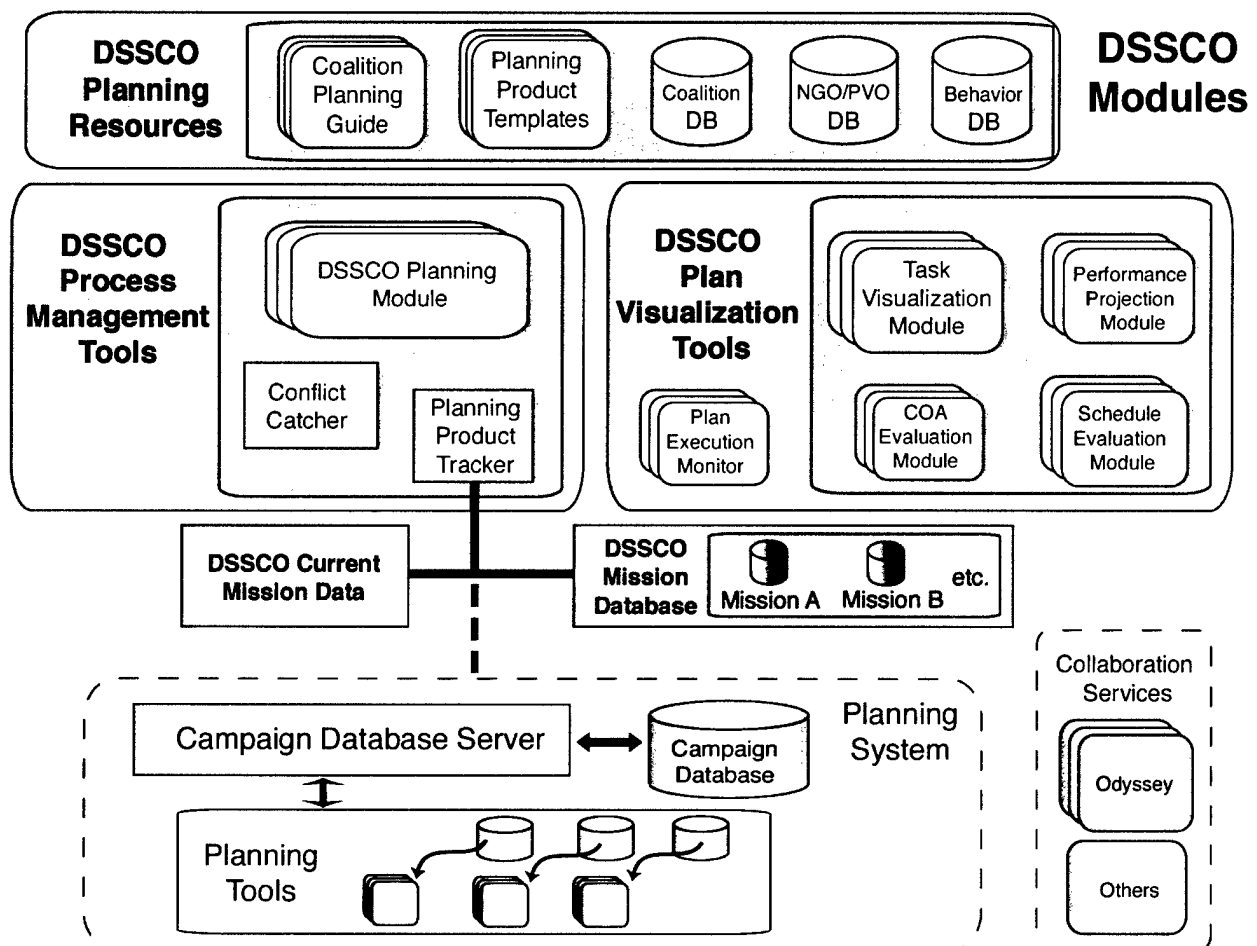 DSSCO
Planning
Resources
Coalition
Planning
Guide
Planning
Product
Templates
Coalition
DB
NGO/PVO
DB
Behavior
DB
DSSCO
Modules
DSSCO
Process
Management
Tools
DSSCO Planning
Module
Conflict
Catcher
Planning
Product
Tracker
DSSCO
Plan
Visualization
Tools
Plan
Execution
Monitor
Task
Visualization
Module
Performance
Projection
Module
COA
Evaluation
Module
Schedule
Evaluation
Module
DSSCO Current
Mission Data
DSSCO
Mission
Database
Mission A
Mission B
etc.
Collaboration
Services
Odyssey
Others
Planning
System
Campaign Database Server
Campaign
Database
Planning
Tools